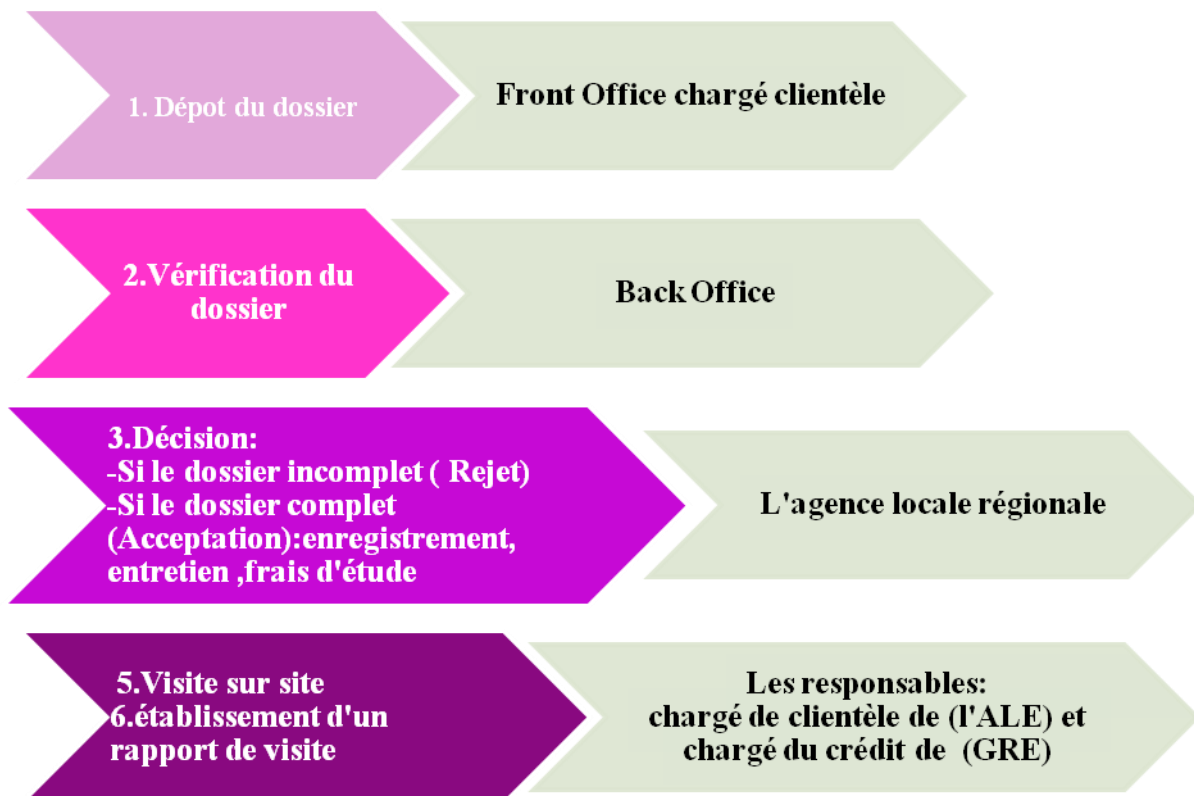 1. Dépot du dossier
Front Office chargé clientèle
2.Vérification du
dossier
Back Office
3.Décision:
-Si le dossier incomplet ( Rejet)
-Si le dossier complet
(Acceptation):enregistrement,
entretien ,frais d'étude
L'agence locale régionale
5.Visite sur site
6.établissement d'un
rapport de visite
Les responsables:
chargé de clientèle de (l'ALE) et
chargé du crédit de (GRE)